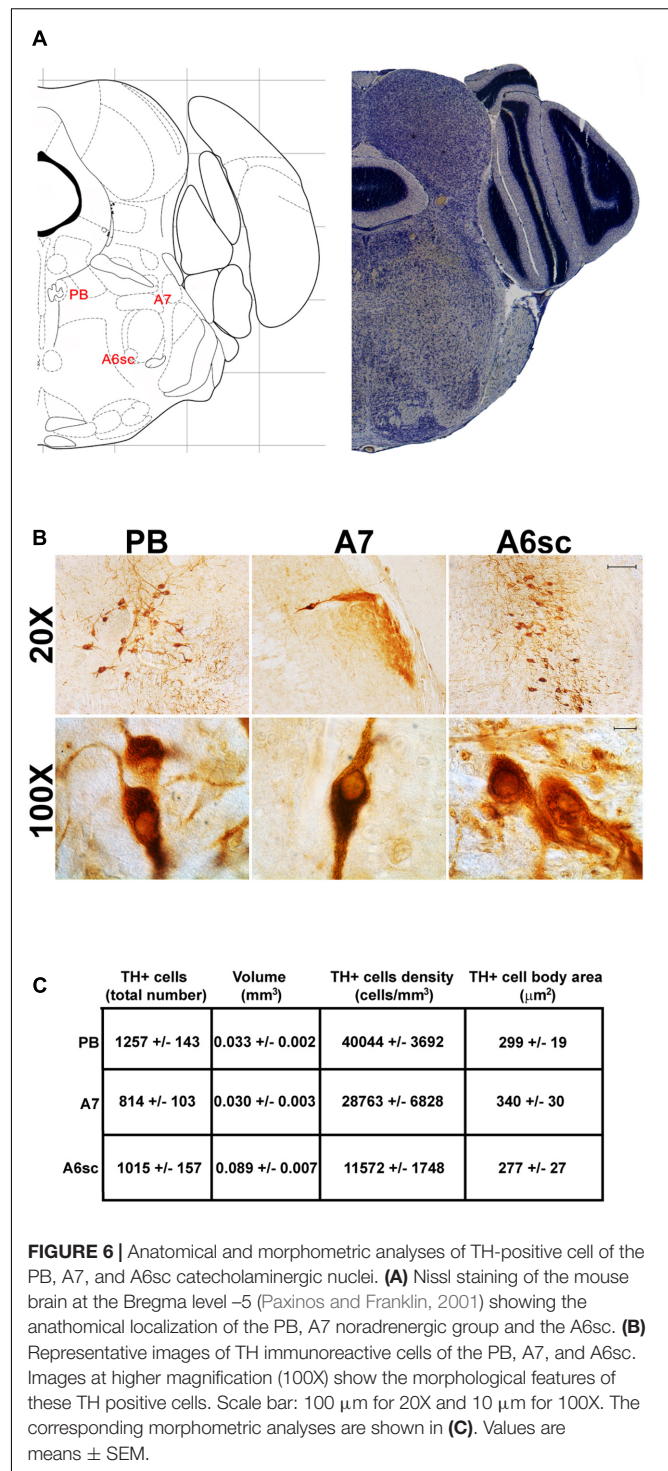 A
PB
A7
A6sc
B
PB A7 A6sc
20X
100X
C
TH+ cells (total number) Volume (mm³) TH+ cells density (cells/mm³) TH+ cell body area (μm²)
PB 1257 +/- 143 0.033 +/- 0.002 40044 +/- 3692 299 +/- 19
A7 814 +/- 103 0.030 +/- 0.003 28763 +/- 6828 340 +/- 30
A6sc 1015 +/- 157 0.089 +/- 0.007 11572 +/- 1748 277 +/- 27
FIGURE 6 | Anatomical and morphometric analyses of TH-positive cell of the
PB, A7, and A6sc catecholaminergic nuclei. (A) Nissl staining of the mouse
brain at the Bregma level –5 (Paxinos and Franklin, 2001) showing the
anathomical localization of the PB, A7 noradrenergic group and the A6sc. (B)
Representative images of TH immunoreactive cells of the PB, A7, and A6sc.
Images at higher magnification (100X) show the morphological features of
these TH positive cells. Scale bar: 100 μm for 20X and 10 μm for 100X. The
corresponding morphometric analyses are shown in (C). Values are
means ± SEM.